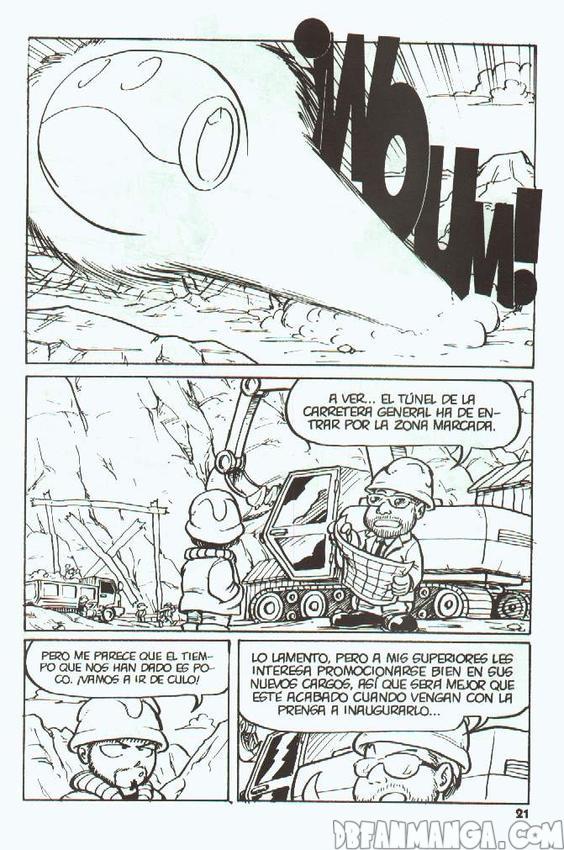 ¡WOUM!
A VER... EL TÚNEL DE LA
CARRETERA GENERAL HA DE EN-
TRAR POR LA ZONA MARCADA.
PERO ME PARECE QUE EL TIEM-
PO QUE NOS HAN DADO ES PO-
CO. ¡VAMOS A IR DE CULO!
LO LAMENTO, PERO A MIS SUPERIORES LES
INTERESA PROMOCIONARSE BIEN EN SUS
NUEVOS CARGOS, ASÍ QUE SERÁ MEJOR QUE
ESTE ACABADO CUANDO VENGAN CON LA
PRENSA A INAUGURARLO...
21
DBFANMANGA.COM